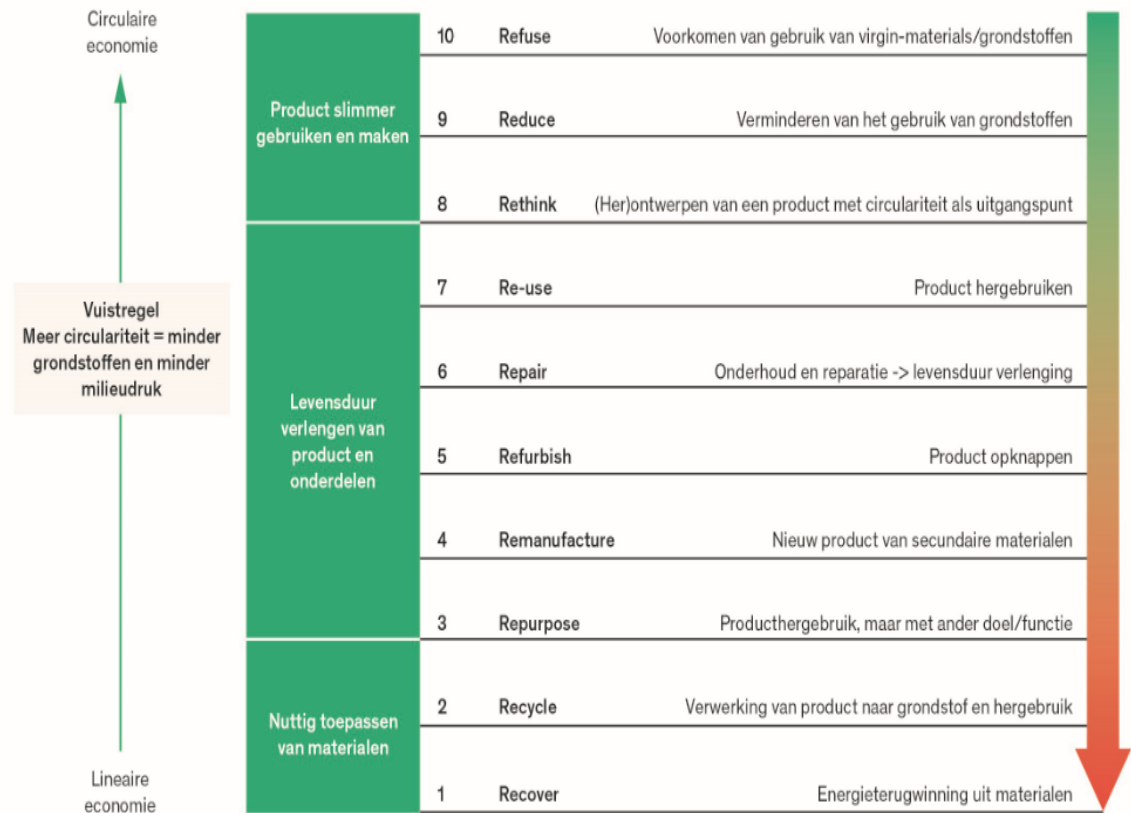 Circulaire
economie
Vuistregel
Meer circulariteit = minder
grondstoffen en minder
milieudruk
Lineaire
economie
Product slimmer
gebruiken en maken
10 Refuse Voorkomen van gebruik van virgin-materials/grondstoffen
9 Reduce Verminderen van het gebruik van grondstoffen
8 Rethink (Her)ontwerpen van een product met circulariteit als uitgangspunt
Levensduur
verlengen van
product en
onderdelen
7 Re-use Product hergebruiken
6 Repair Onderhoud en reparatie -> levensduur verlenging
5 Refurbish Product opknappen
4 Remanufacture Nieuw product van secundaire materialen
3 Repurpose Producthergebruik, maar met ander doel/functie
Nuttig toepassen
van materialen
2 Recycle Verwerking van product naar grondstof en hergebruik
1 Recover Energieterugwinning uit materialen